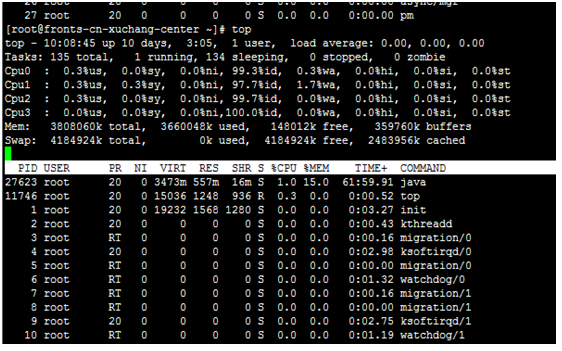 27 root 20 0 0 0 0 S 0.0 0.0 0:00.00 pm
[root@fronts-cn-xuchang-center ~]# top
top - 10:08:45 up 10 days, 3:05, 1 user, load average: 0.00, 0.00, 0.00
Tasks: 135 total, 1 running, 134 sleeping, 0 stopped, 0 zombie
Cpu0 : 0.3%us, 0.0%sy, 0.0%ni, 99.3%id, 0.3%wa, 0.0%hi, 0.0%si, 0.0%st
Cpu1 : 0.3%us, 0.3%sy, 0.0%ni, 97.7%id, 1.7%wa, 0.0%hi, 0.0%si, 0.0%st
Cpu2 : 0.3%us, 0.0%sy, 0.0%ni, 99.7%id, 0.0%wa, 0.0%hi, 0.0%si, 0.0%st
Cpu3 : 0.0%us, 0.0%sy, 0.0%ni,100.0%id, 0.0%wa, 0.0%hi, 0.0%si, 0.0%st
Mem: 3808060k total, 3660048k used, 148012k free, 359760k buffers
Swap: 4184924k total, 0k used, 4184924k free, 2483956k cached
PID USER PR NI VIRT RES SHR S %CPU %MEM TIME+ COMMAND
27623 root 20 0 3473m 557m 16m S 1.0 15.0 61:59.91 java
11746 root 20 0 15036 1248 936 R 0.3 0.0 0:00.52 top
1 root 20 0 19232 1568 1280 S 0.0 0.0 0:03.27 init
2 root 20 0 0 0 0 S 0.0 0.0 0:00.43 kthreadd
3 root RT 0 0 0 0 S 0.0 0.0 0:00.16 migration/0
4 root 20 0 0 0 0 S 0.0 0.0 0:02.98 ksoftirqd/0
5 root RT 0 0 0 0 S 0.0 0.0 0:00.00 migration/0
6 root RT 0 0 0 0 S 0.0 0.0 0:01.32 watchdog/0
7 root RT 0 0 0 0 S 0.0 0.0 0:00.16 migration/1
8 root RT 0 0 0 0 S 0.0 0.0 0:00.00 migration/1
9 root 20 0 0 0 0 S 0.0 0.0 0:02.75 ksoftirqd/1
10 root RT 0 0 0 0 S 0.0 0.0 0:01.19 watchdog/1